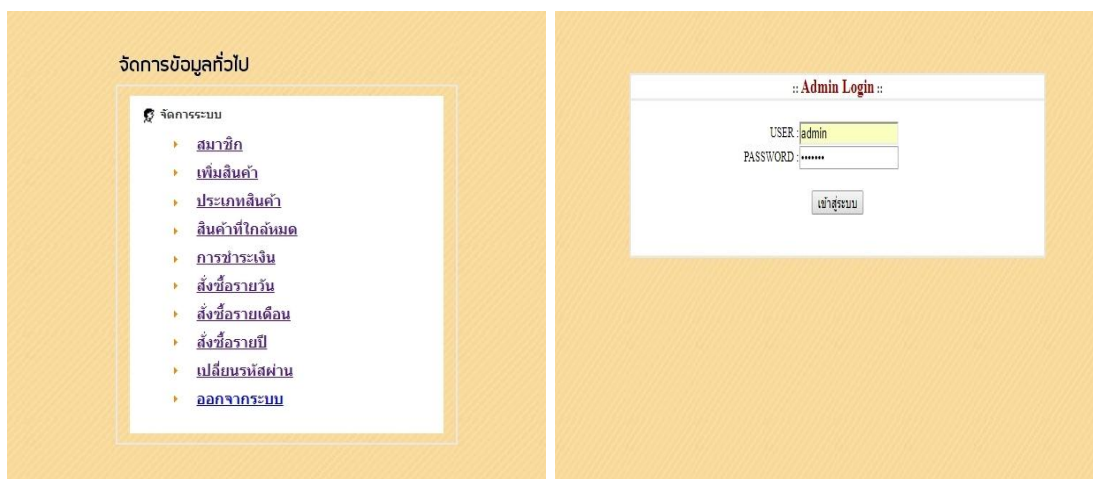 จัดการข้อมูลทั่วไป
จัดการระบบ
สมาชิก
เพิ่มสินค้า
ประเภทสินค้า
สินค้าที่ใกล้หมด
การชำระเงิน
สั่งซื้อรายวัน
สั่งซื้อรายเดือน
สั่งซื้อรายปี
เปลี่ยนรหัสผ่าน
ออกจากระบบ
:: Admin Login ::
USER : admin
PASSWORD : •••••••
เข้าสู่ระบบ